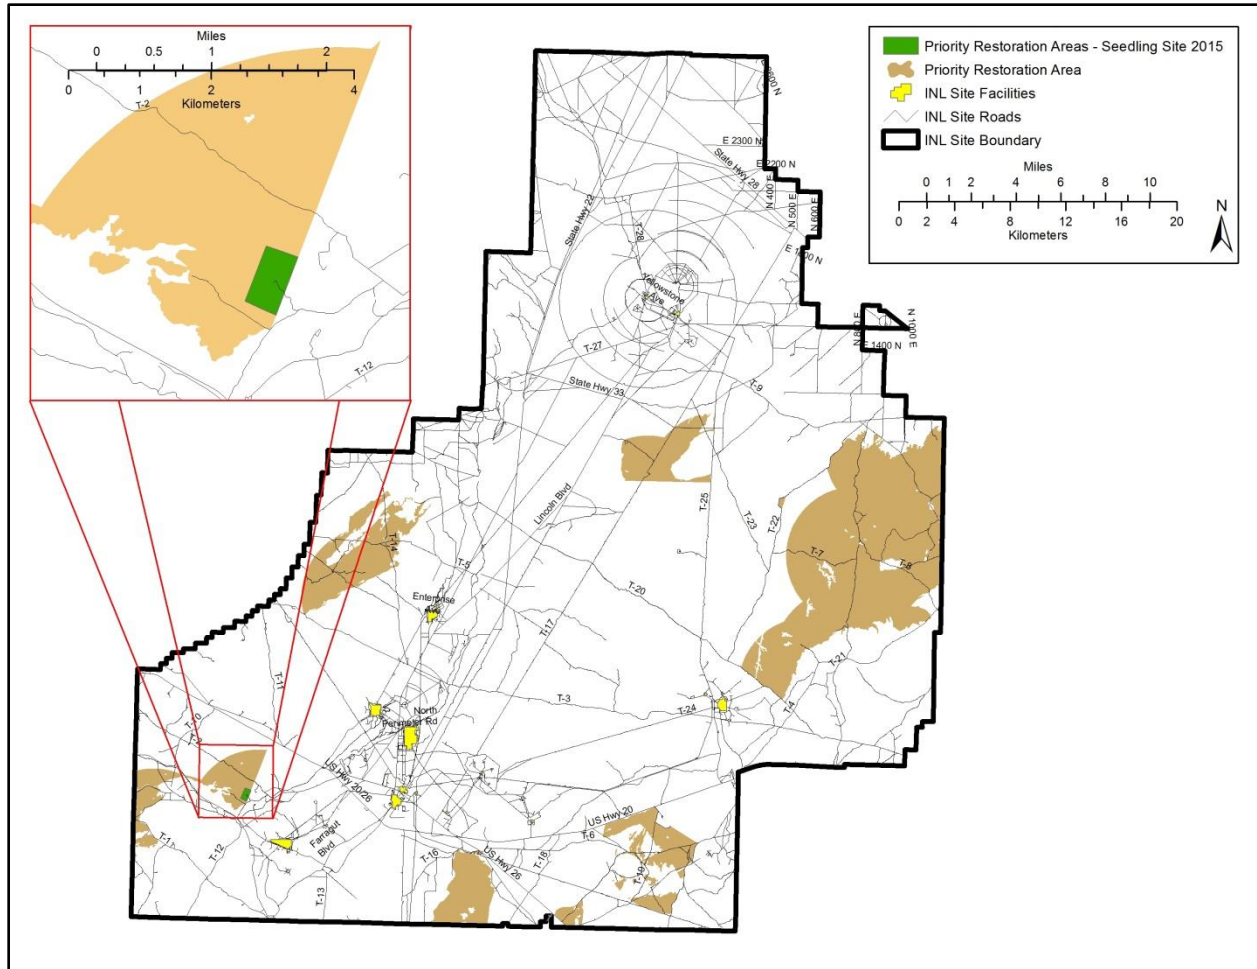 Miles
0 0.5 1 2
0 1 2 4
Kilometers
T-2
T-12
Priority Restoration Areas - Seedling Site 2015
Priority Restoration Area
INL Site Facilities
INL Site Roads
INL Site Boundary
Miles
0 1 2 4 6 8 10
0 2 4 8 12 16 20
Kilometers
N
E 2300 N
E 2200 N
State Hwy 28
N 400 E
N 500 E
N 600 E
State Hwy 22
T-28
Yellowstone
Ave
N 1000 E
E 1400 N
T-27
State Hwy 33
T-9
Lincoln Blvd
T-25
T-23
T-22
T-7
T-8
T-14
T-5
T-20
Enterprise
T-17
T-21
T-11
T-3
T-24
T-4
North
Perimeter Rd
T-10
T-2
US Hwy 20/26
Farragut
Blvd
T-1
T-12
T-13
T-16
US Hwy 26
T-18
US Hwy 20
T-6
T-19